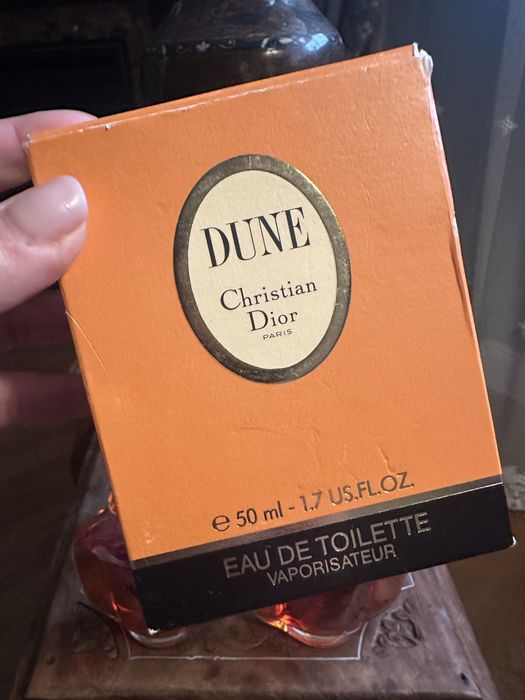 DUNE
Christian
Dior
PARIS
℮ 50 ml - 1.7 US.FL.OZ.
EAU DE TOILETTE
VAPORISATEUR